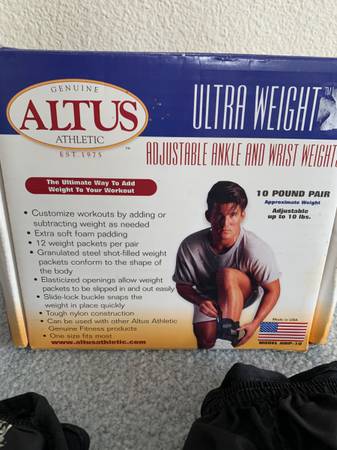 GENUINE
ALTUS
ATHLETIC
EST. 1975
ULTRA WEIGHT
ADJUSTABLE ANKLE AND WRIST WEIGHTS
The Ultimate Way To Add
Weight To Your Workout
10 POUND PAIR
Approximate Weight
Adjustable
up to 10 lbs.
• Customize workouts by adding or
subtracting weight as needed
• Extra soft foam padding
• 12 weight packets per pair
• Granulated steel shot-filled weight
packets conform to the shape of
the body
• Elasticized openings allow weight
packets to be slipped in and out easily
• Slide-lock buckle snaps the
weight in place quickly
• Tough nylon construction
• Can be used with other Altus Athletic
Genuine Fitness products
• One size fits most
www.altusathletic.com
Made in USA